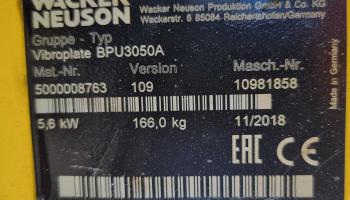 WACKER
NEUSON
Wacker Neuson Produktion GmbH & Co. KG
Wackerstr. 6 85084 Reichertshofen/Germany
Gruppe - Typ
Vibroplate BPU3050A
Mat.-Nr. Version Masch.-Nr.
5000008763 109 10981858
5,6 kW 166,0 kg 11/2018
EAC CE
Made in Germany
WACKER
NEUSON